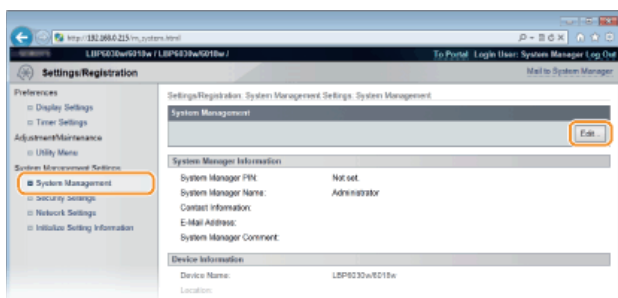 http://192.168.0.215/m_system.html
LBP6030w/6018w / LBP6030w/6018w /
To Portal Login User: System Manager Log Out
Settings/Registration
Mail to System Manager
Preferences
Display Settings
Timer Settings
Adjustment/Maintenance
Utility Menu
System Management Settings
System Management
Security Settings
Network Settings
Initialize Setting Information
Settings/Registration: System Management Settings: System Management
System Management
Edit...
System Manager Information
System Manager PIN: Not set.
System Manager Name: Administrator
Contact Information:
E-Mail Address:
System Manager Comment:
Device Information
Device Name: LBP6030w/6018w
Location: